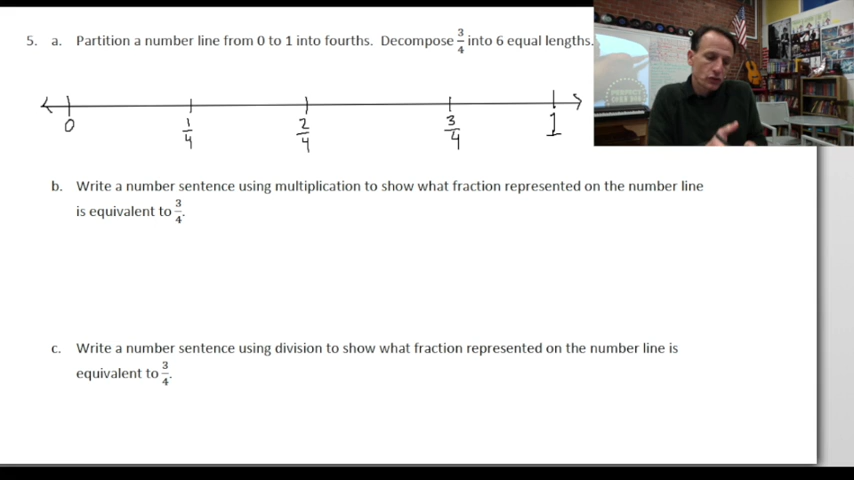 5. a. Partition a number line from 0 to 1 into fourths. Decompose 3/4 into 6 equal lengths.
0 1/4 2/4 3/4 1
b. Write a number sentence using multiplication to show what fraction represented on the number line
is equivalent to 3/4.
c. Write a number sentence using division to show what fraction represented on the number line is
equivalent to 3/4.